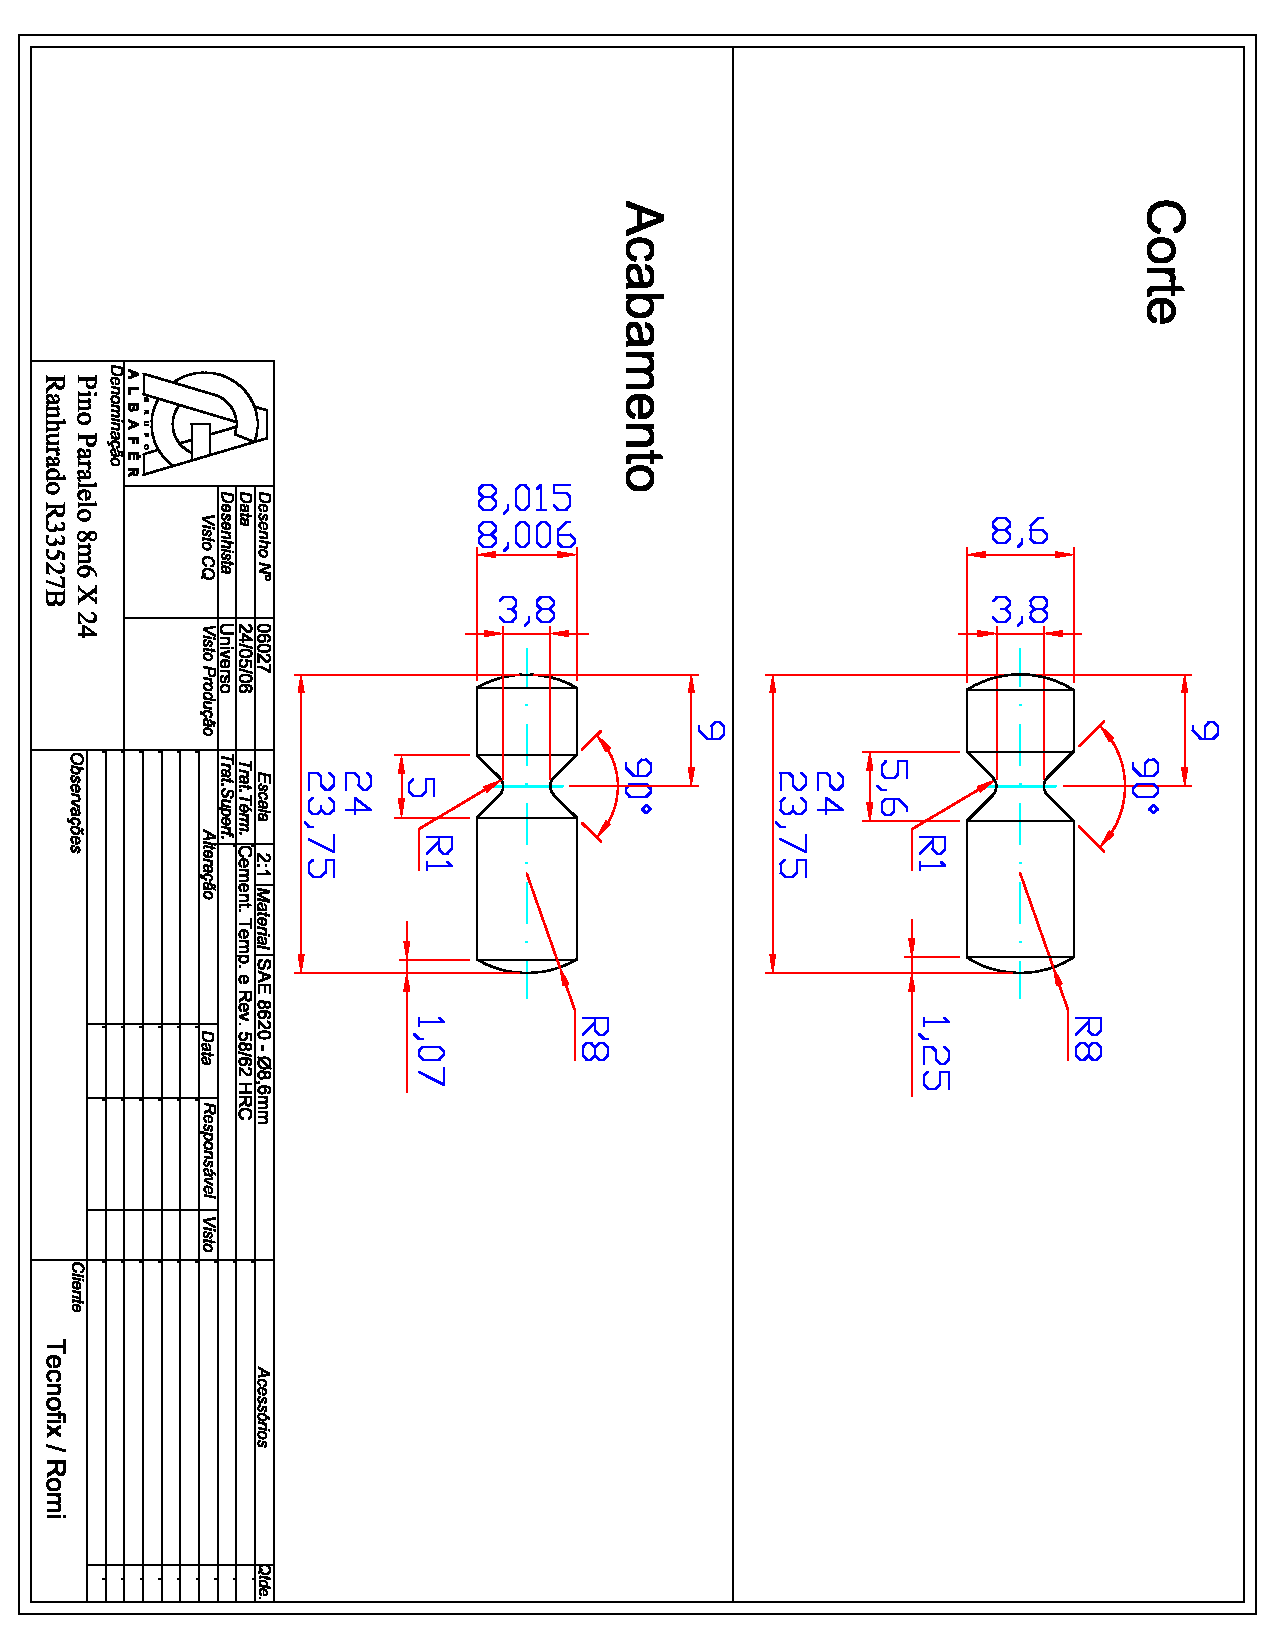 Corte
8,6
3,8
9
90°
5,6
R1
24
23,75
R8
1,25
Acabamento
8,015
8,006
3,8
9
90°
5
R1
24
23,75
R8
1,07
GRUPO
ALBAFÉR
Desenho Nº 06027 Escala 2:1 Material SAE 8620 - Ø8,6mm Acessórios Qtde.
Data 24/05/06 Trat.Térm. Cement. Temp. e Rev. 58/62 HRC
Desenhista Universo Trat.Superf.
Visto CQ Visto Produção Alteração Data Responsável Visto
Denominação
Pino Paralelo 8m6 X 24
Ranhurado R33527B
Observações
Cliente
Tecnofix / Romi